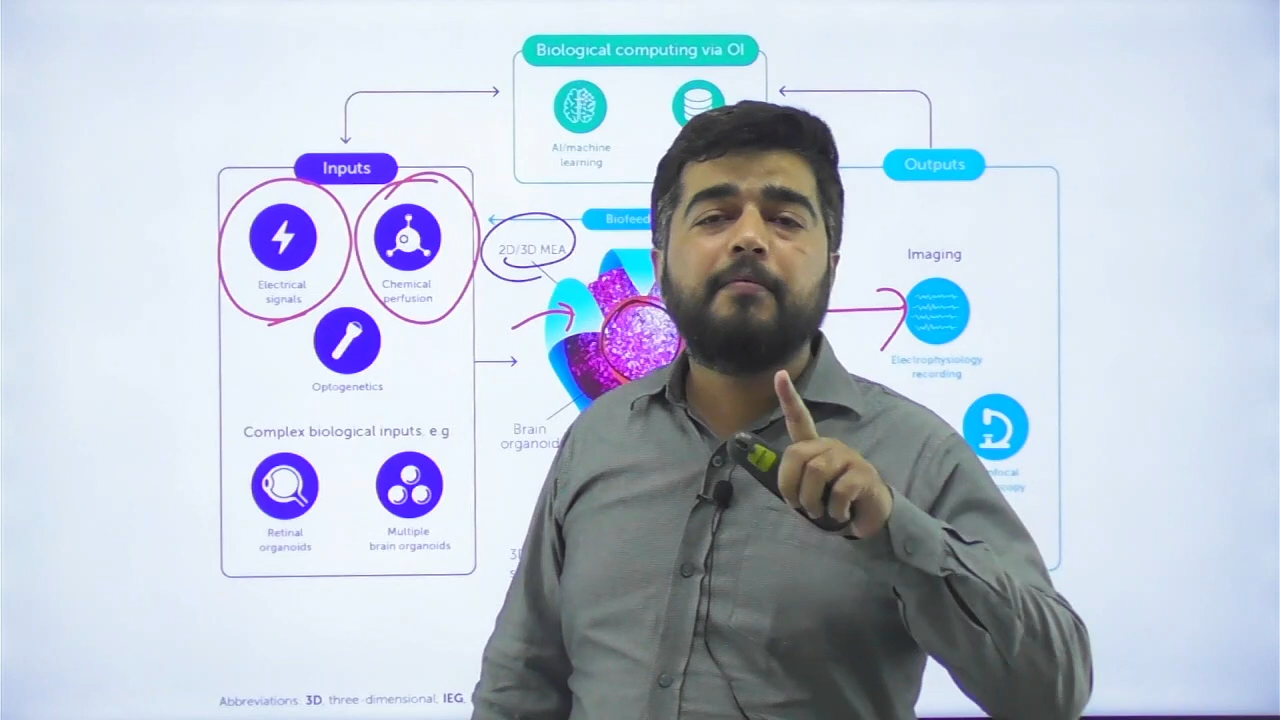 Biological computing via OI
AI/machine
learning
Inputs
Outputs
Electrical
signals
Chemical
perfusion
Optogenetics
Complex biological inputs, e.g
Retinal
organoids
Multiple
brain organoids
2D/3D MEA
Brain
Imaging
Electrophysiology
recording
Abbreviations: 3D, three-dimensional; IEG,